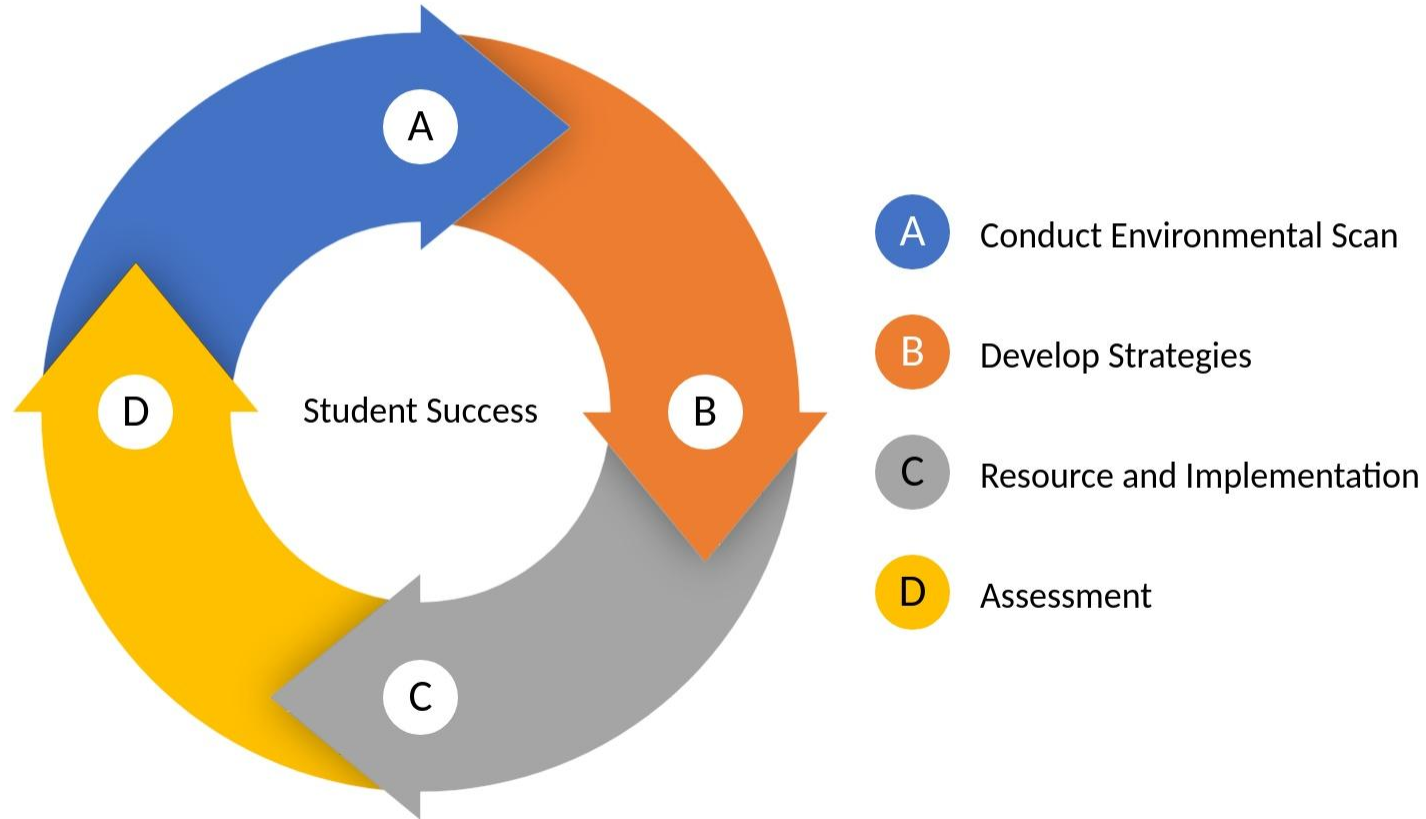 A
D
Student Success
B
C
A Conduct Environmental Scan
B Develop Strategies
C Resource and Implementation
D Assessment